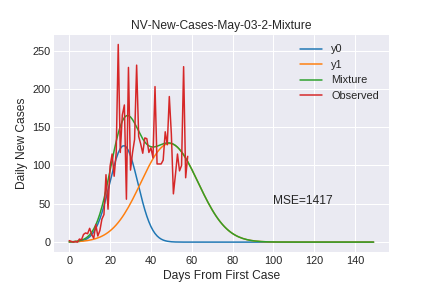 NV-New-Cases-May-03-2-Mixture
250
200
150
100
50
0
Daily New Cases
y0
y1
Mixture
Observed
MSE=1417
0 20 40 60 80 100 120 140
Days From First Case